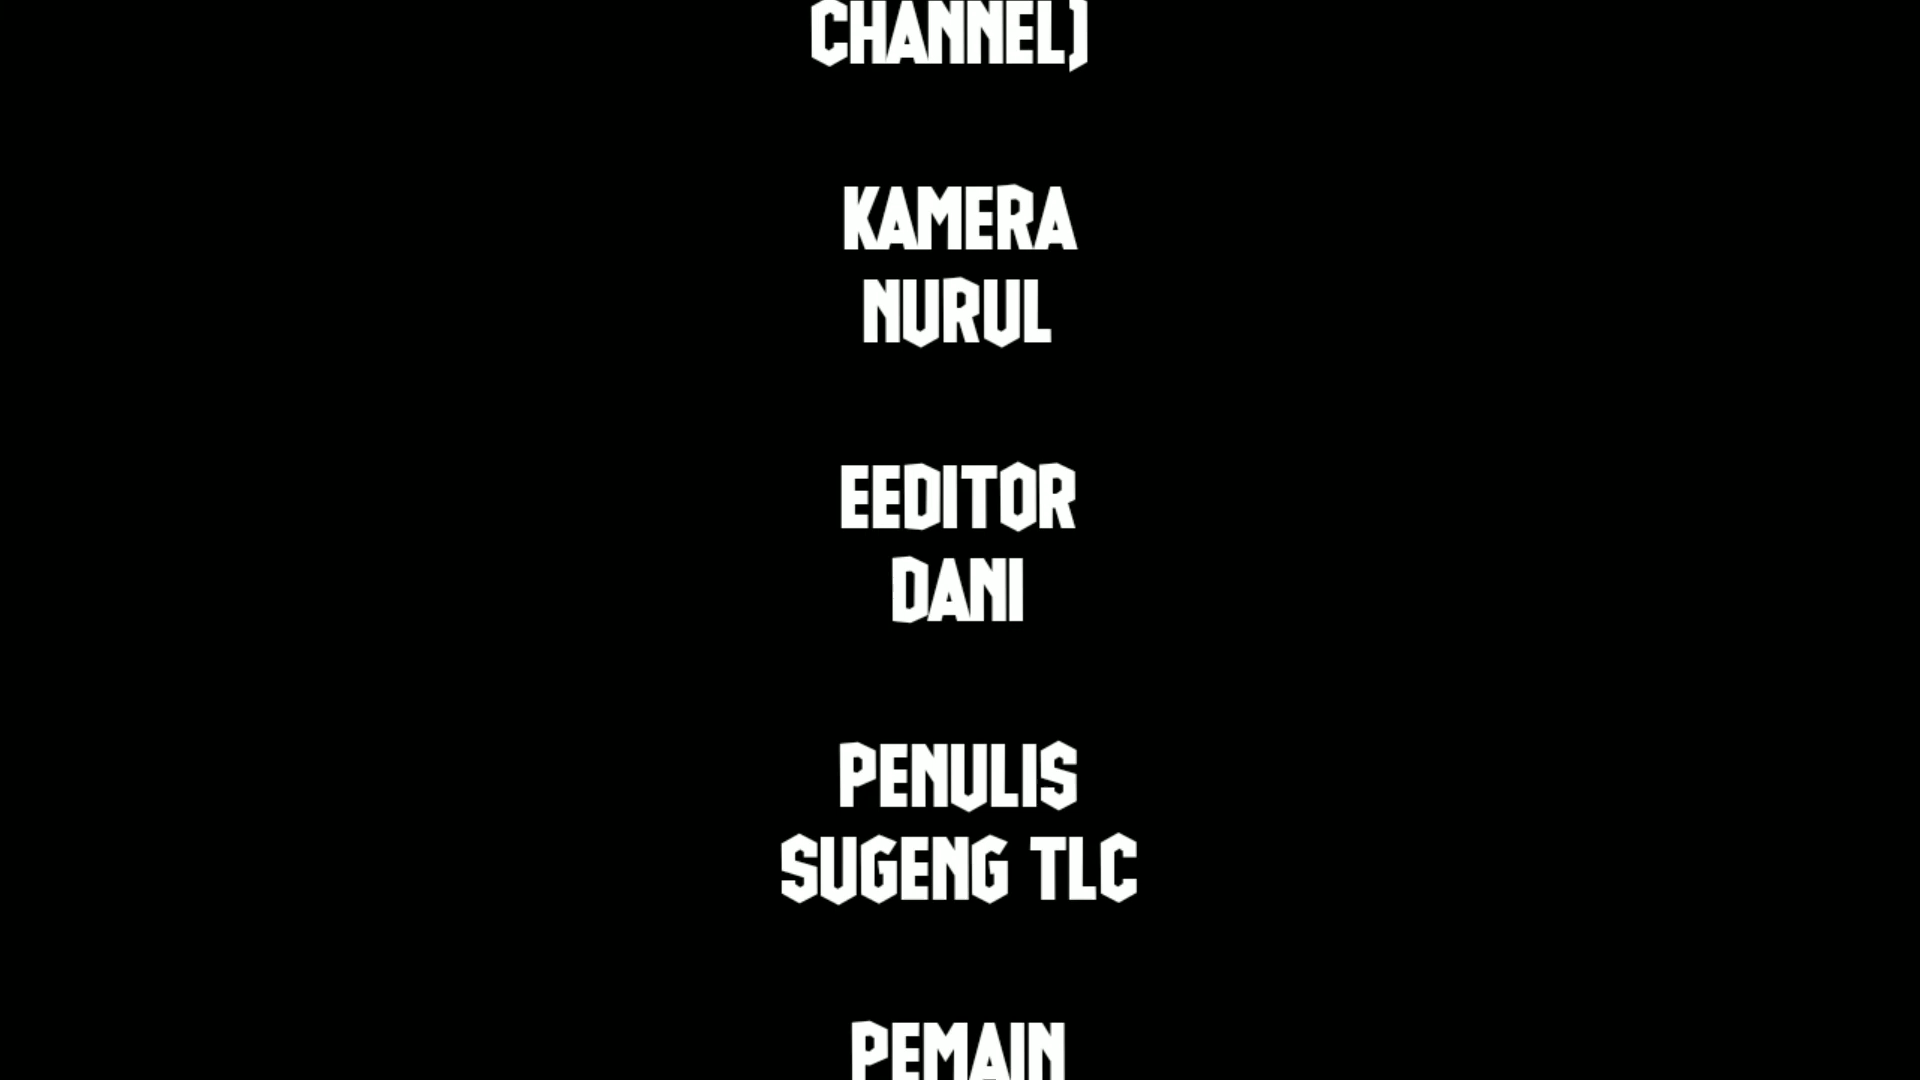 CHANNEL)
KAMERA
NURUL
EEDITOR
DANI
PENULIS
SUGENG TLC
PEMAIN